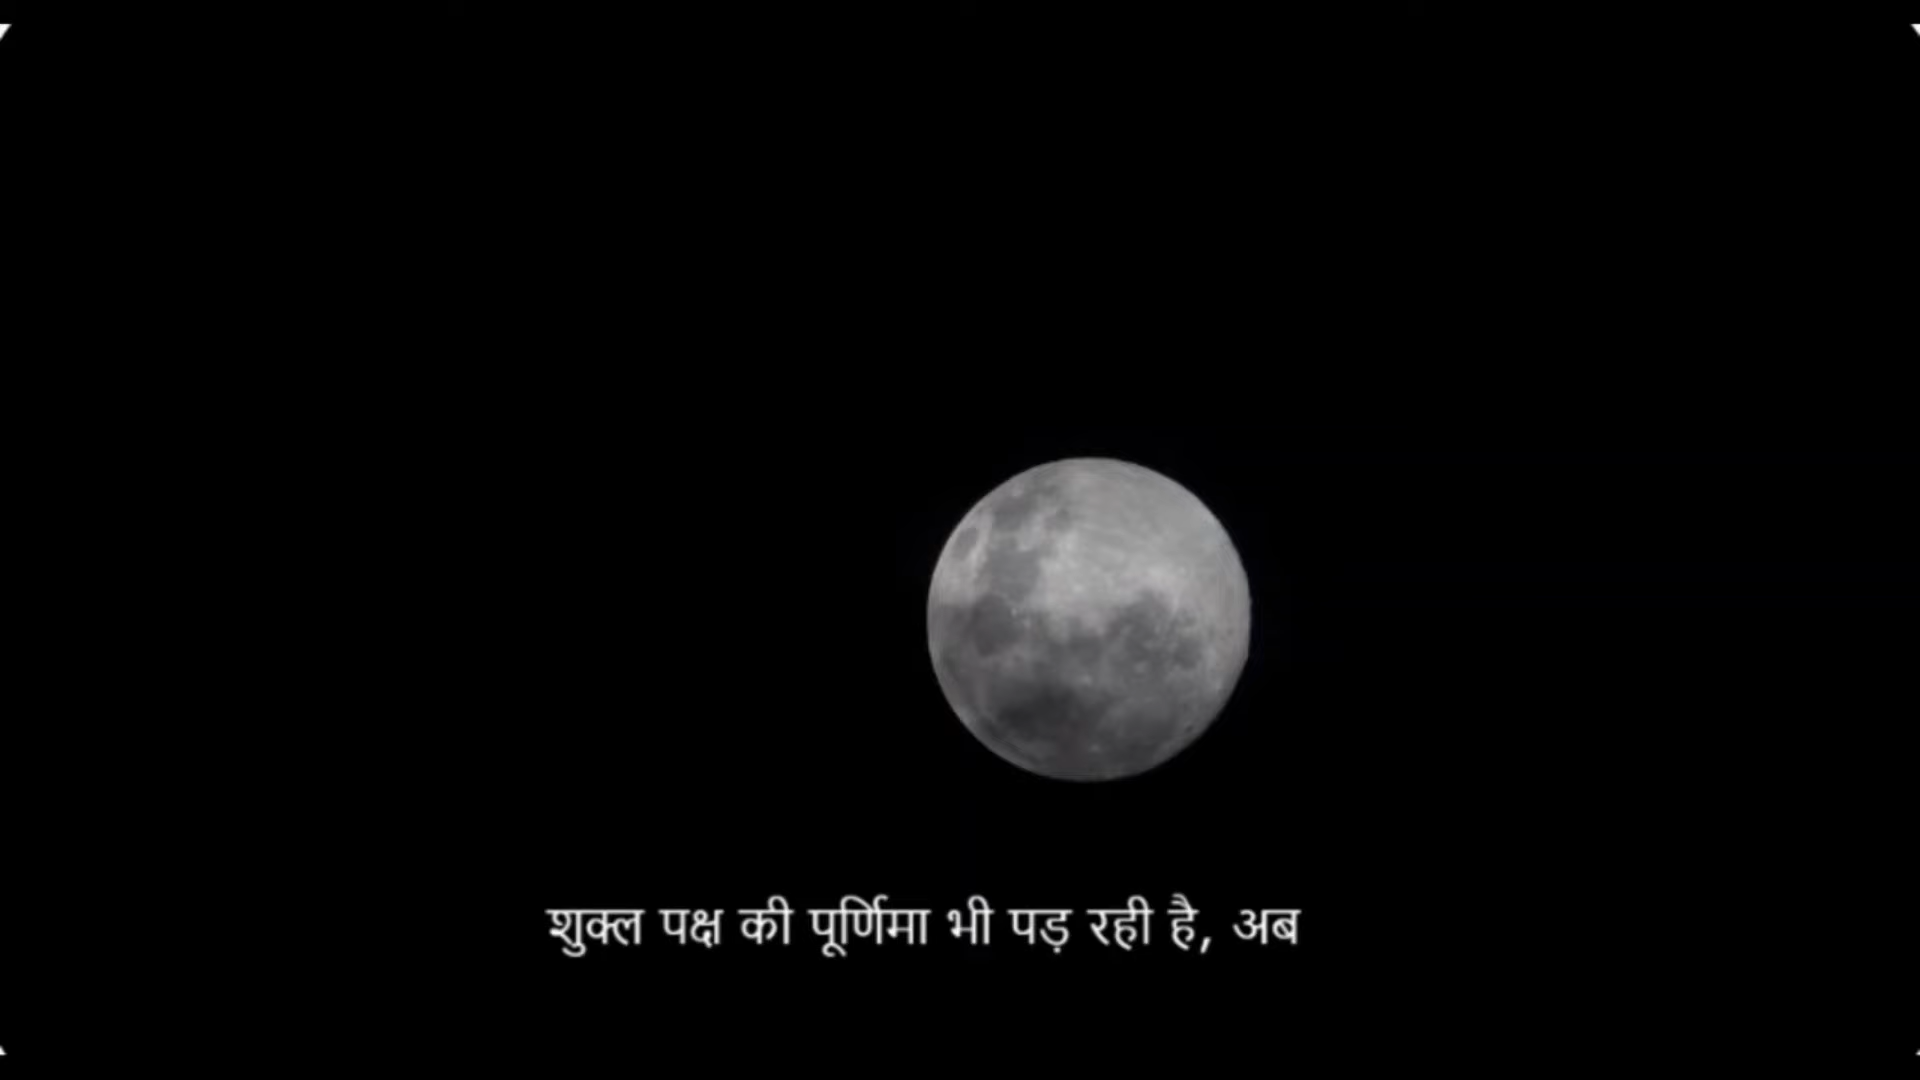 शुक्ल पक्ष की पूर्णिमा भी पड़ रही है, अब